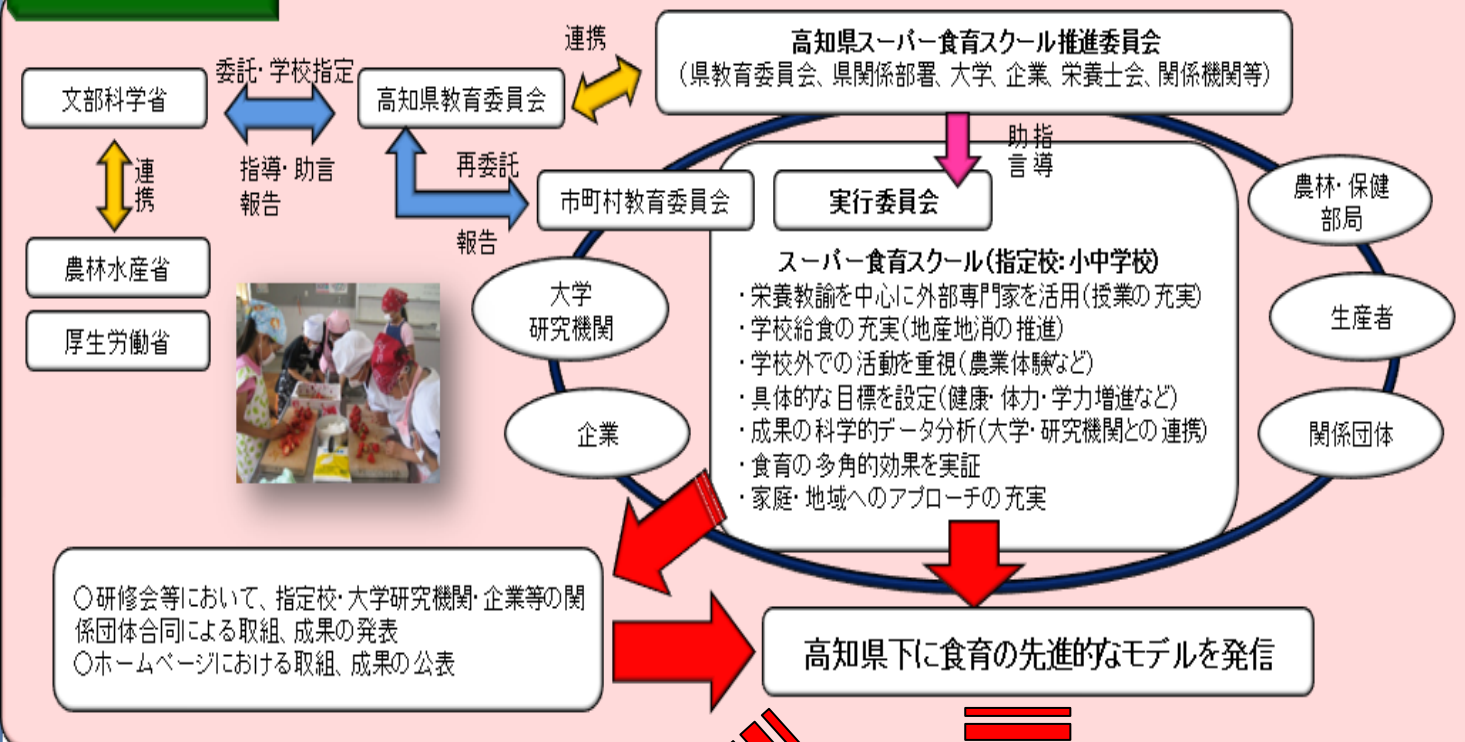 連携
高知県スーパー食育スクール推進委員会
（県教育委員会、県関係部署、大学、企業、栄養士会、関係機関等）
委託・学校指定
文部科学省
高知県教育委員会
指導・助言
報告
連携
再委託
報告
助言
指導
市町村教育委員会
実行委員会
農林・保健
部局
農林水産省
厚生労働省
スーパー食育スクール（指定校：小中学校）
・栄養教諭を中心に外部専門家を活用（授業の充実）
・学校給食の充実（地産地消の推進）
・学校外での活動を重視（農業体験など）
・具体的な目標を設定（健康・体力・学力増進など）
・成果の科学的データ分析（大学・研究機関との連携）
・食育の多角的効果を実証
・家庭・地域へのアプローチの充実
大学
研究機関
生産者
企業
関係団体
○研修会等において、指定校・大学研究機関・企業等の関
係団体合同による取組、成果の発表
○ホームページにおける取組、成果の公表
高知県下に食育の先進的なモデルを発信